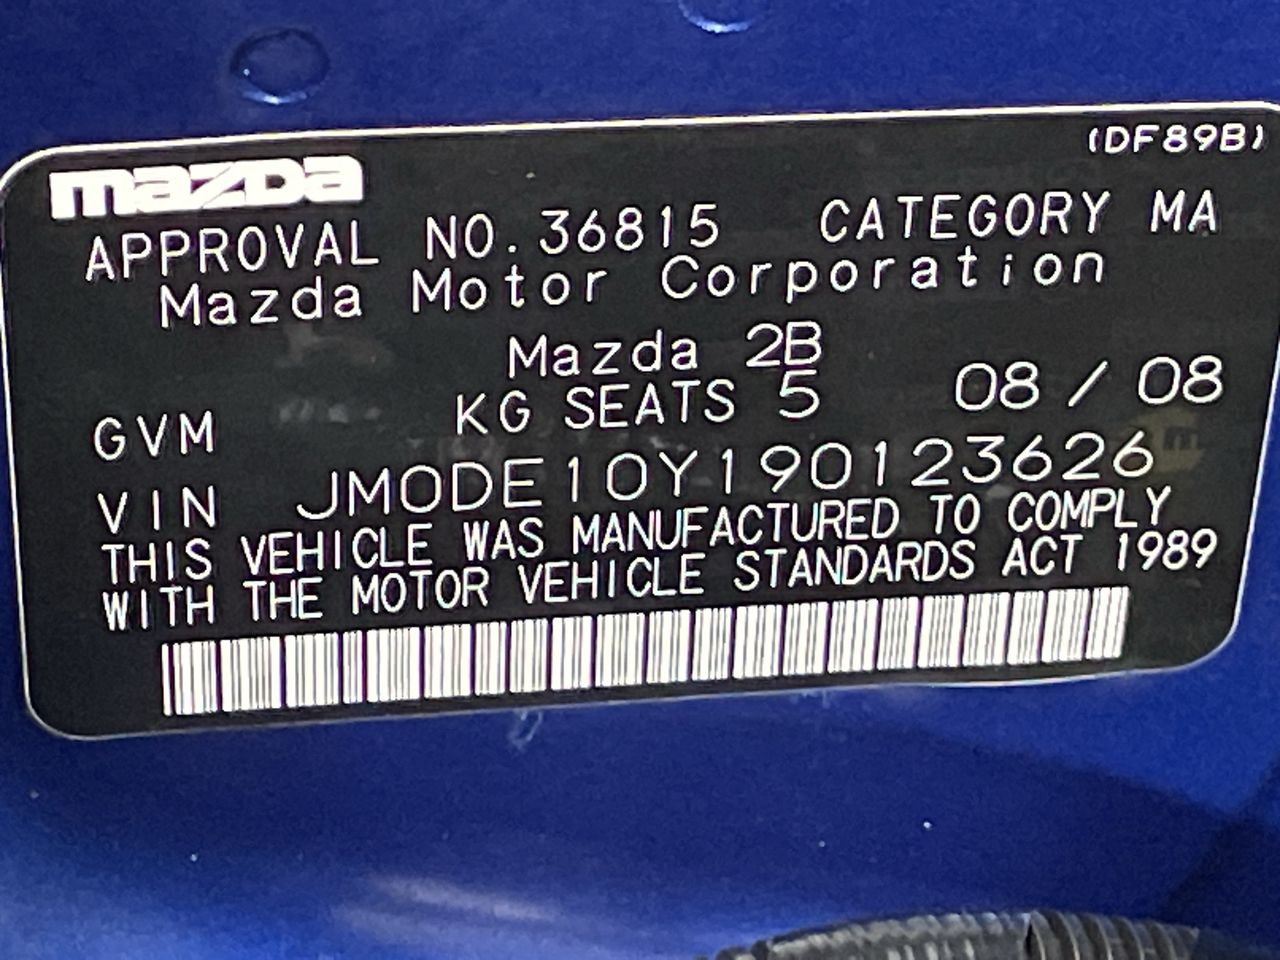 mazda
(DF89B)
APPROVAL NO. 36815 CATEGORY MA
Mazda Motor Corporation
Mazda 2B
GVM KG SEATS 5 08 / 08
VIN JM0DE10Y190123626
THIS VEHICLE WAS MANUFACTURED TO COMPLY
WITH THE MOTOR VEHICLE STANDARDS ACT 1989